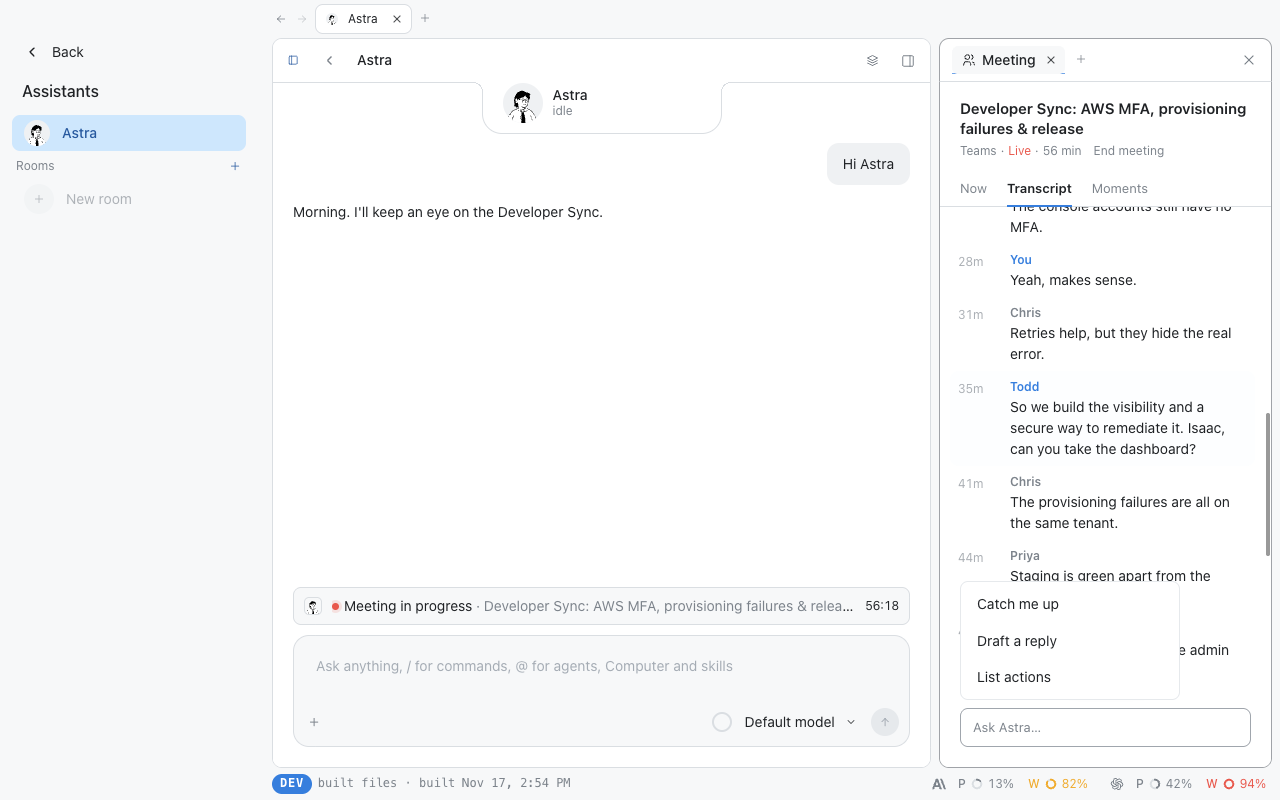 Astra
Back
Assistants
Astra
Rooms
New room
Astra
Astra
idle
Hi Astra
Morning. I'll keep an eye on the Developer Sync.
Meeting in progress · Developer Sync: AWS MFA, provisioning failures & relea... 56:18
Ask anything, / for commands, @ for agents, Computer and skills
Default model
Meeting
Developer Sync: AWS MFA, provisioning
failures & release
Teams · Live · 56 min End meeting
Now Transcript Moments
The console accounts still have no
MFA.
28m You
Yeah, makes sense.
31m Chris
Retries help, but they hide the real
error.
35m Todd
So we build the visibility and a
secure way to remediate it. Isaac,
can you take the dashboard?
41m Chris
The provisioning failures are all on
the same tenant.
44m Priya
Staging is green apart from the
admin
Catch me up
Draft a reply
List actions
Ask Astra...
DEV built files · built Nov 17, 2:54 PM
P 13% W 82% P 42% W 94%